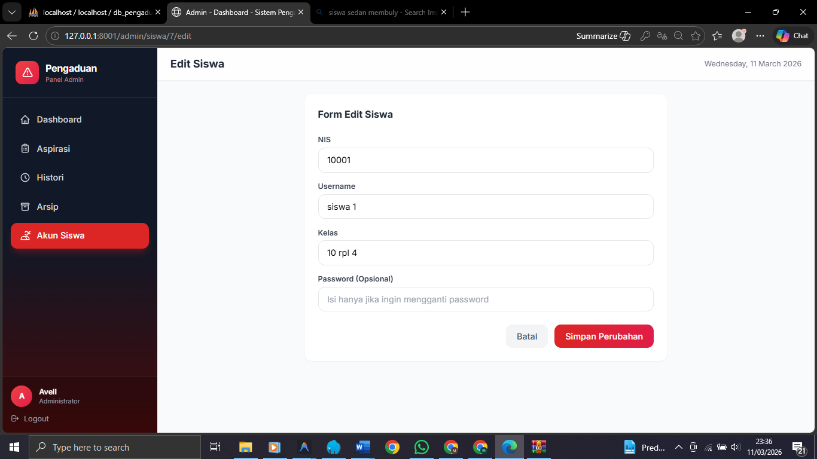 localhost / localhost / db_pengadu
Admin - Dashboard - Sistem Peng
siswa sedan membuly - Search Im
127.0.0.1:8001/admin/siswa/7/edit
Summarize
Chat
Pengaduan
Panel Admin
Edit Siswa
Wednesday, 11 March 2026
Dashboard
Aspirasi
Histori
Arsip
Akun Siswa
Form Edit Siswa
NIS
10001
Username
siswa 1
Kelas
10 rpl 4
Password (Opsional)
Isi hanya jika ingin mengganti password
Batal
Simpan Perubahan
A
Avell
Administrator
Logout
Type here to search
Pred...
23:36
11/03/2026
21